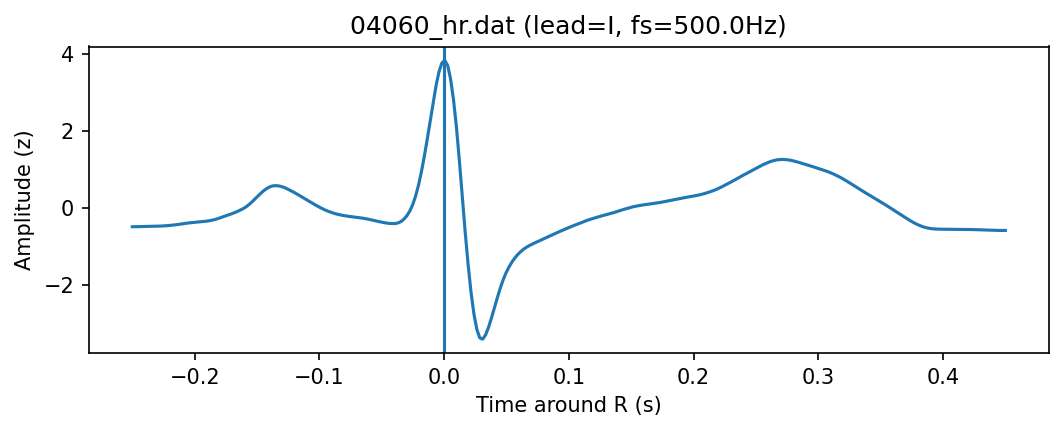 04060_hr.dat (lead=I, fs=500.0Hz)
Amplitude (z)
4
2
0
−2
−0.2 −0.1 0.0 0.1 0.2 0.3 0.4
Time around R (s)